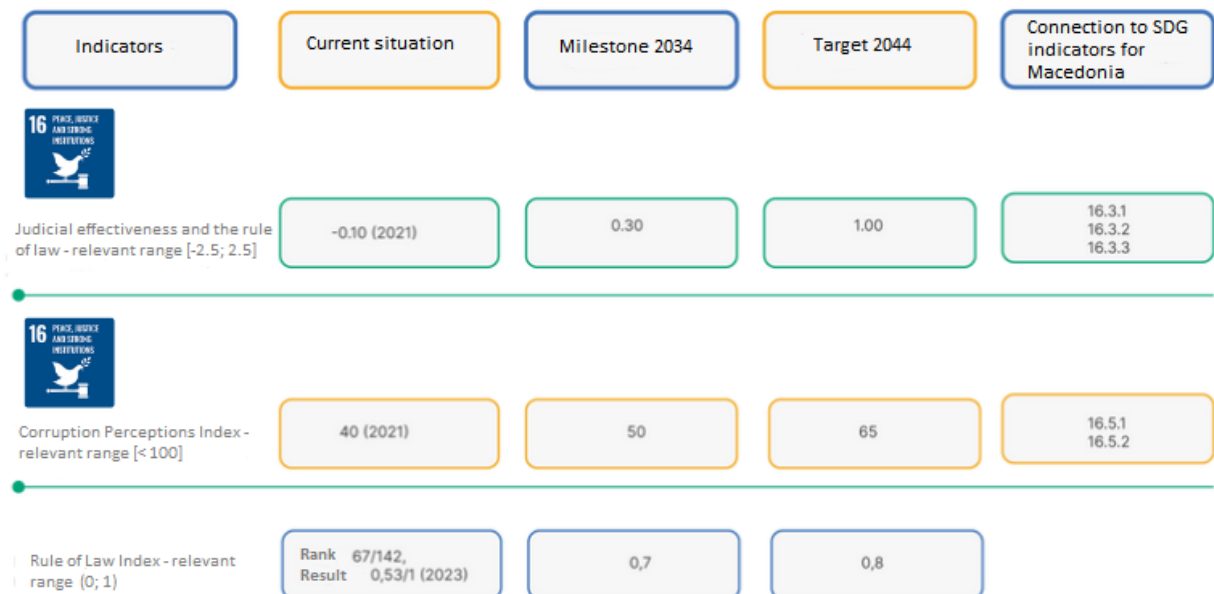 Indicators
Current situation
Milestone 2034
Target 2044
Connection to SDG
indicators for
Macedonia
16 PEACE, JUSTICE
AND STRONG
INSTITUTIONS
Judicial effectiveness and the rule
of law - relevant range [-2.5; 2.5]
-0.10 (2021)
0.30
1.00
16.3.1
16.3.2
16.3.3
16 PEACE, JUSTICE
AND STRONG
INSTITUTIONS
Corruption Perceptions Index -
relevant range [< 100]
40 (2021)
50
65
16.5.1
16.5.2
Rule of Law Index - relevant
range (0; 1)
Rank 67/142,
Result 0,53/1 (2023)
0,7
0,8